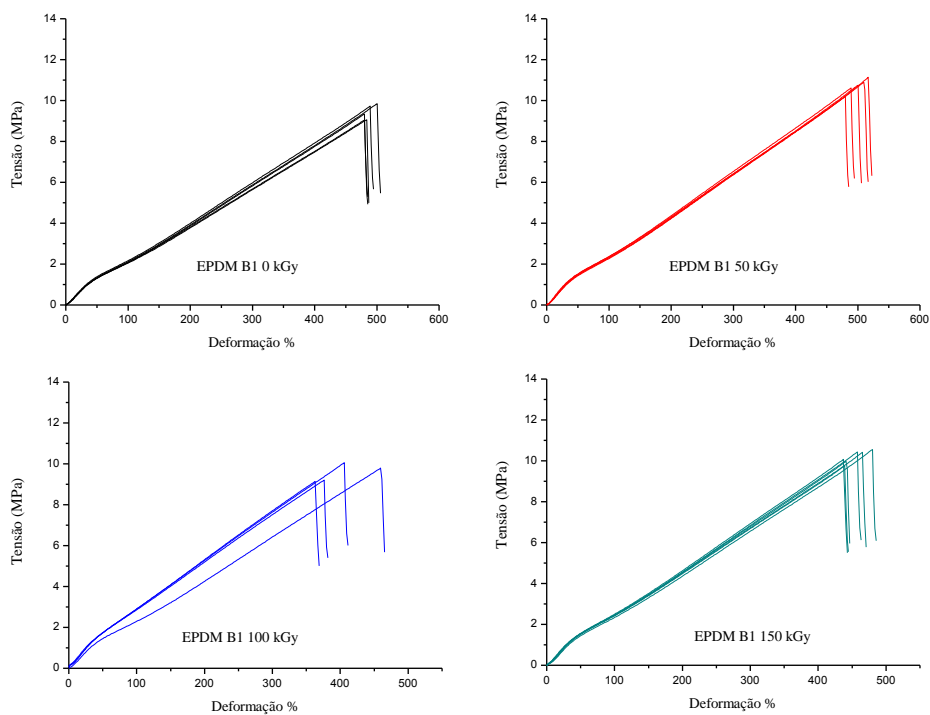 14
12
10
8
6
4
2
0
Tensão (MPa)
EPDM B1 0 kGy
0 100 200 300 400 500 600
Deformação %
14
12
10
8
6
4
2
0
Tensão (MPa)
EPDM B1 50 kGy
0 100 200 300 400 500 600
Deformação %
14
12
10
8
6
4
2
0
Tensão (MPa)
EPDM B1 100 kGy
0 100 200 300 400 500
Deformação %
14
12
10
8
6
4
2
0
Tensão (MPa)
EPDM B1 150 kGy
0 100 200 300 400 500
Deformação %